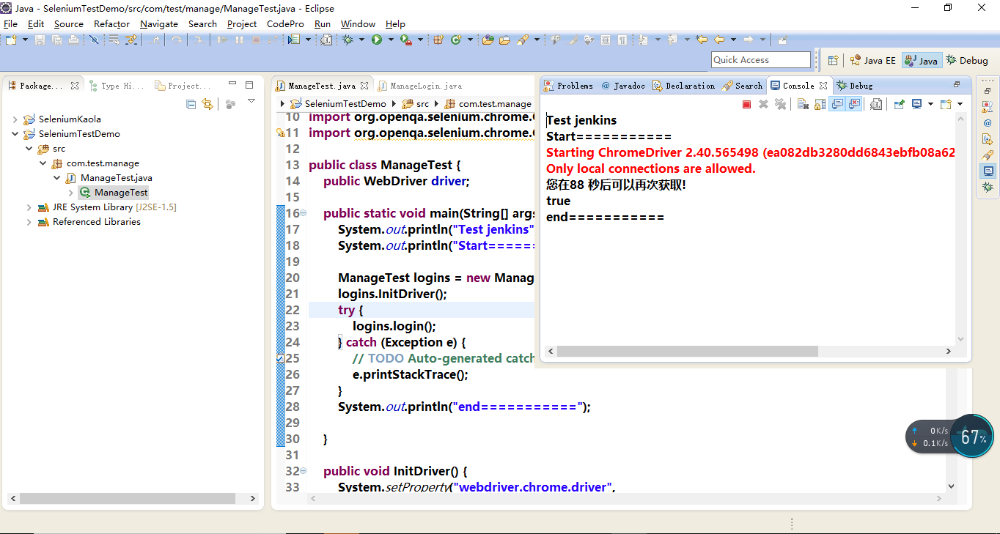 Java - SeleniumTestDemo/src/com/test/manage/ManageTest.java - Eclipse
File Edit Source Refactor Navigate Search Project CodePro Run Window Help
Quick Access
Java EE
Java
Debug
Package...
Type Hi...
Project...
SeleniumKaola
SeleniumTestDemo
src
com.test.manage
ManageTest.java
ManageTest
JRE System Library [J2SE-1.5]
Referenced Libraries
ManageTest.java
ManageLogin.java
SeleniumTestDemo
src
com.test.manage
10 import org.openqa.selenium.chrome.
11 import org.openqa.selenium.chrome.
12
13 public class ManageTest {
14 public WebDriver driver;
15
16 public static void main(String[] args
17 System.out.println("Test jenkins"
18 System.out.println("Start======
19
20 ManageTest logins = new Manag
21 logins.InitDriver();
22 try {
23 logins.login();
24 } catch (Exception e) {
25 // TODO Auto-generated catch
26 e.printStackTrace();
27 }
28 System.out.println("end===========");
29
30 }
31
32 public void InitDriver() {
33 System.setProperty("webdriver.chrome.driver",
Problems
@ Javadoc
Declaration
Search
Console
Debug
Test jenkins
Start===========
Starting ChromeDriver 2.40.565498 (ea082db3280dd6843ebfb08a62
Only local connections are allowed.
您在88 秒后可以再次获取!
true
end===========
0K/s
0.1K/s
67%